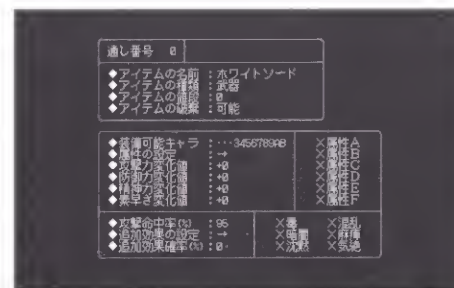 通し番号 0
◆アイテムの名前：ホワイトソード
◆アイテムの種類：武器
◆アイテムの値段：0
◆アイテムの破棄：可能
◆装備可能キャラ：・・・3456789AB ×属性A
◆属性の設定：→ ×属性B
◆攻撃力変化値：+0 ×属性C
◆防御力変化値：+0 ×属性D
◆精神力変化値：+0 ×属性E
◆素早さ変化値：+0 ×属性F
◆攻撃命中率(%)：95 ×毒 ×混乱
◆追加効果の設定：→ ×暗闇 ×麻痺
◆追加効果確率(%)：0 ×沈黙 ×気絶